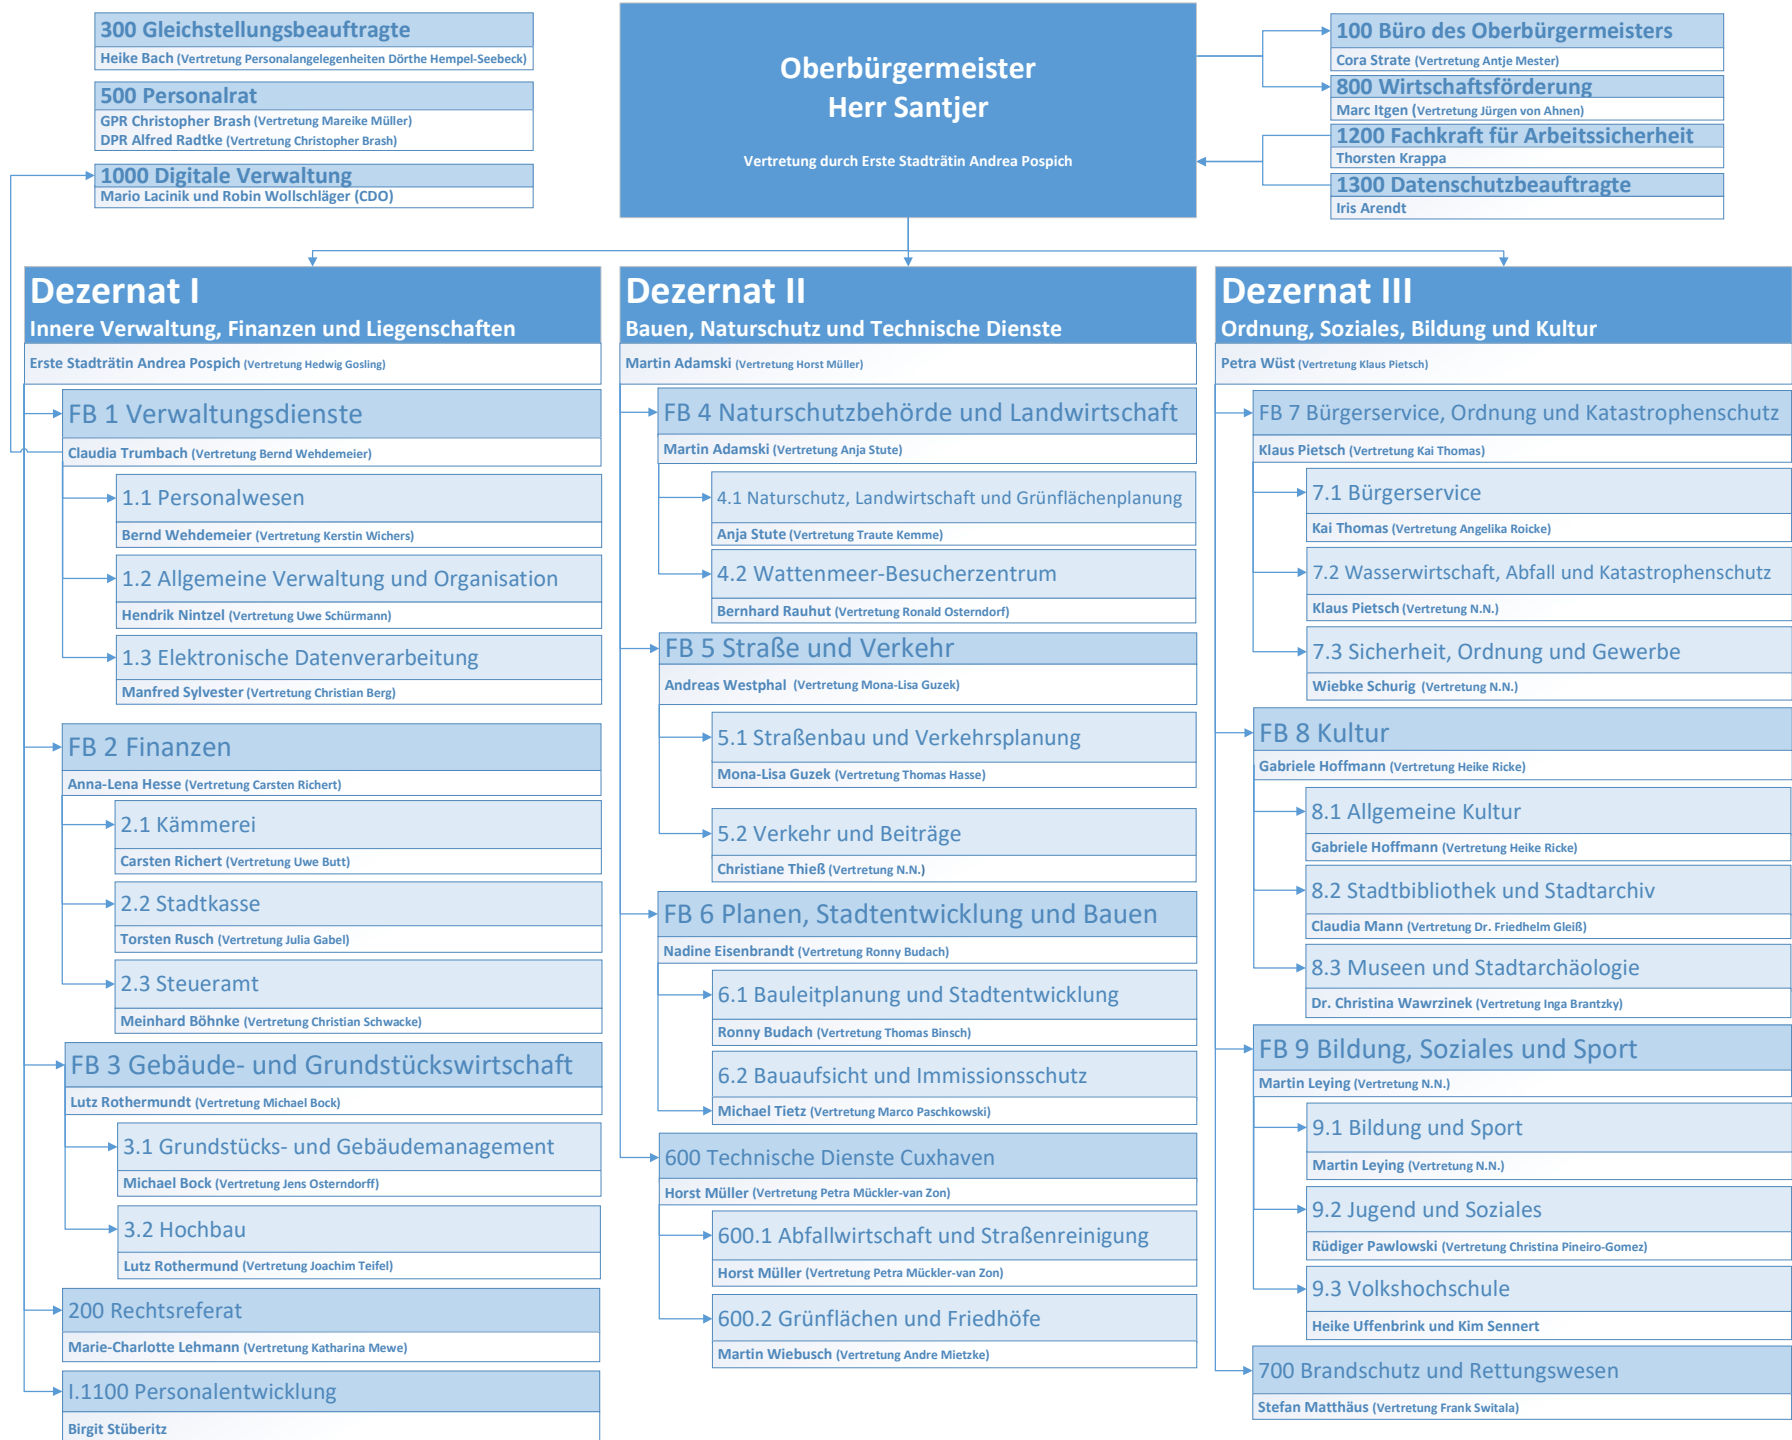 300 Gleichstellungsbeauftragte
Heike Bach (Vertretung Personalangelegenheiten Dörthe Hempel-Seebeck)
500 Personalrat
GPR Christopher Brash (Vertretung Mareike Müller)
DPR Alfred Radtke (Vertretung Christopher Brash)
1000 Digitale Verwaltung
Mario Lacinik und Robin Wollschläger (CDO)
Oberbürgermeister
Herr Santjer
Vertretung durch Erste Stadträtin Andrea Pospich
100 Büro des Oberbürgermeisters
Cora Strate (Vertretung Antje Mester)
800 Wirtschaftsförderung
Marc Itgen (Vertretung Jürgen von Ahnen)
1200 Fachkraft für Arbeitssicherheit
Thorsten Krappa
1300 Datenschutzbeauftragte
Iris Arendt
Dezernat I
Innere Verwaltung, Finanzen und Liegenschaften
Erste Stadträtin Andrea Pospich (Vertretung Hedwig Gosling)
FB 1 Verwaltungsdienste
Claudia Trumbach (Vertretung Bernd Wehdemeier)
1.1 Personalwesen
Bernd Wehdemeier (Vertretung Kerstin Wichers)
1.2 Allgemeine Verwaltung und Organisation
Hendrik Nintzel (Vertretung Uwe Schürmann)
1.3 Elektronische Datenverarbeitung
Manfred Sylvester (Vertretung Christian Berg)
FB 2 Finanzen
Anna-Lena Hesse (Vertretung Carsten Richert)
2.1 Kämmerei
Carsten Richert (Vertretung Uwe Butt)
2.2 Stadtkasse
Torsten Rusch (Vertretung Julia Gabel)
2.3 Steueramt
Meinhard Böhnke (Vertretung Christian Schwacke)
FB 3 Gebäude- und Grundstückswirtschaft
Lutz Rothermundt (Vertretung Michael Bock)
3.1 Grundstücks- und Gebäudemanagement
Michael Bock (Vertretung Jens Osterndorff)
3.2 Hochbau
Lutz Rothermund (Vertretung Joachim Teifel)
200 Rechtsreferat
Marie-Charlotte Lehmann (Vertretung Katharina Mewe)
I.1100 Personalentwicklung
Birgit Stüberitz
Dezernat II
Bauen, Naturschutz und Technische Dienste
Martin Adamski (Vertretung Horst Müller)
FB 4 Naturschutzbehörde und Landwirtschaft
Martin Adamski (Vertretung Anja Stute)
4.1 Naturschutz, Landwirtschaft und Grünflächenplanung
Anja Stute (Vertretung Traute Kemme)
4.2 Wattenmeer-Besucherzentrum
Bernhard Rauhut (Vertretung Ronald Osterndorf)
FB 5 Straße und Verkehr
Andreas Westphal (Vertretung Mona-Lisa Guzek)
5.1 Straßenbau und Verkehrsplanung
Mona-Lisa Guzek (Vertretung Thomas Hasse)
5.2 Verkehr und Beiträge
Christiane Thieß (Vertretung N.N.)
FB 6 Planen, Stadtentwicklung und Bauen
Nadine Eisenbrandt (Vertretung Ronny Budach)
6.1 Bauleitplanung und Stadtentwicklung
Ronny Budach (Vertretung Thomas Binsch)
6.2 Bauaufsicht und Immissionsschutz
Michael Tietz (Vertretung Marco Paschkowski)
600 Technische Dienste Cuxhaven
Horst Müller (Vertretung Petra Mückler-van Zon)
600.1 Abfallwirtschaft und Straßenreinigung
Horst Müller (Vertretung Petra Mückler-van Zon)
600.2 Grünflächen und Friedhöfe
Martin Wiebusch (Vertretung Andre Mietzke)
Dezernat III
Ordnung, Soziales, Bildung und Kultur
Petra Wüst (Vertretung Klaus Pietsch)
FB 7 Bürgerservice, Ordnung und Katastrophenschutz
Klaus Pietsch (Vertretung Kai Thomas)
7.1 Bürgerservice
Kai Thomas (Vertretung Angelika Roicke)
7.2 Wasserwirtschaft, Abfall und Katastrophenschutz
Klaus Pietsch (Vertretung N.N.)
7.3 Sicherheit, Ordnung und Gewerbe
Wiebke Schurig (Vertretung N.N.)
FB 8 Kultur
Gabriele Hoffmann (Vertretung Heike Ricke)
8.1 Allgemeine Kultur
Gabriele Hoffmann (Vertretung Heike Ricke)
8.2 Stadtbibliothek und Stadtarchiv
Claudia Mann (Vertretung Dr. Friedhelm Gleiß)
8.3 Museen und Stadtarchäologie
Dr. Christina Wawrzinek (Vertretung Inga Brantzky)
FB 9 Bildung, Soziales und Sport
Martin Leying (Vertretung N.N.)
9.1 Bildung und Sport
Martin Leying (Vertretung N.N.)
9.2 Jugend und Soziales
Rüdiger Pawlowski (Vertretung Christina Pineiro-Gomez)
9.3 Volkshochschule
Heike Uffenbrink und Kim Sennert
700 Brandschutz und Rettungswesen
Stefan Matthäus (Vertretung Frank Switala)